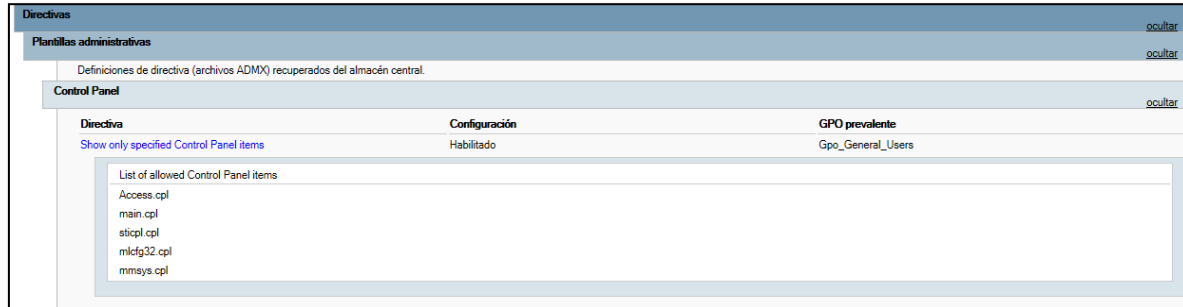 Directivas
ocultar
Plantillas administrativas
ocultar
Definiciones de directiva (archivos ADMX) recuperados del almacén central.
Control Panel
ocultar
Directiva Configuración GPO prevalente
Show only specified Control Panel items Habilitado Gpo_General_Users
List of allowed Control Panel items
Access.cpl
main.cpl
sticpl.cpl
mlcfg32.cpl
mmsys.cpl